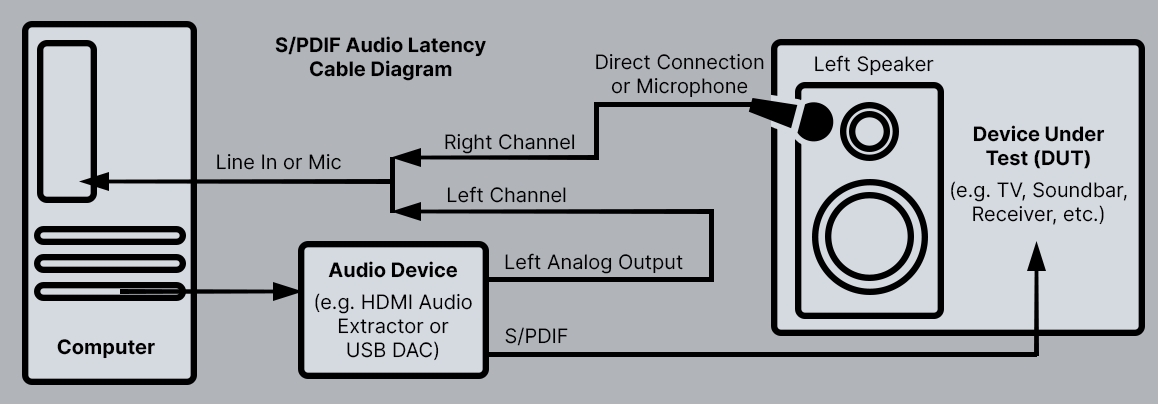 S/PDIF Audio Latency
Cable Diagram
Direct Connection
or Microphone
Left Speaker
Device Under
Test (DUT)
(e.g. TV, Soundbar,
Receiver, etc.)
Right Channel
Line In or Mic
Left Channel
Left Analog Output
Audio Device
(e.g. HDMI Audio
Extractor or
USB DAC)
S/PDIF
Computer